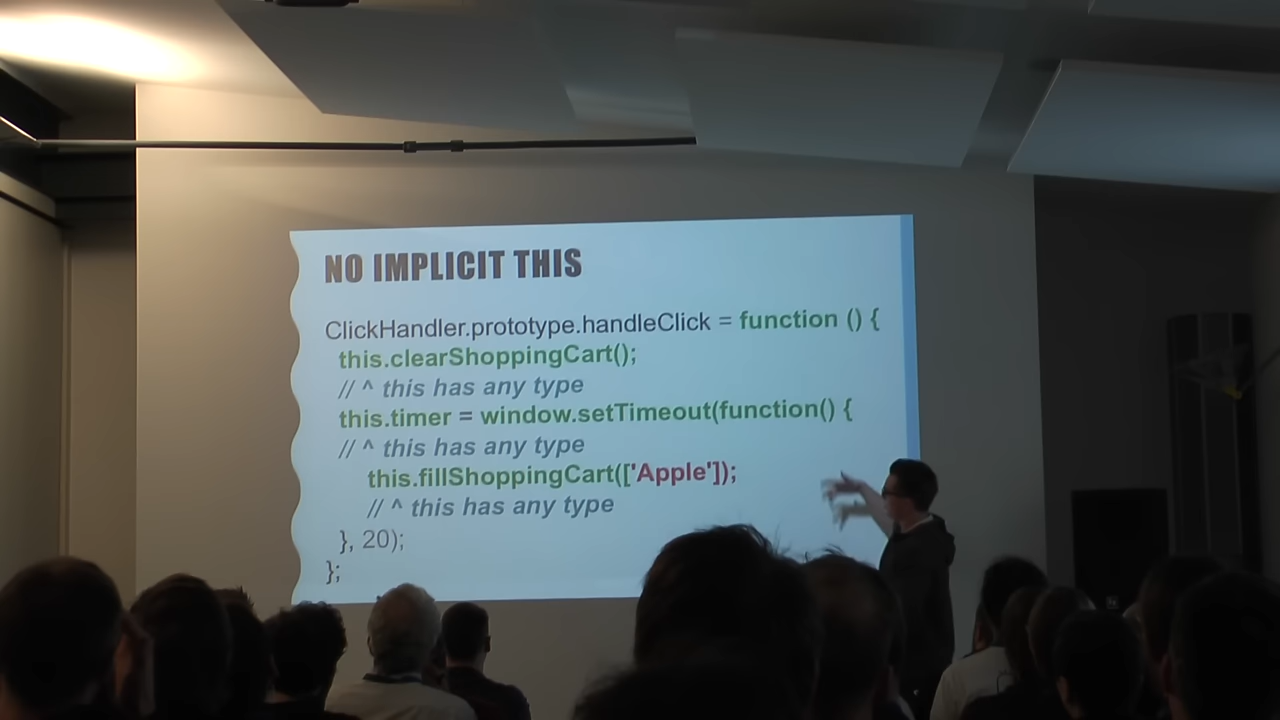 NO IMPLICIT THIS
ClickHandler.prototype.handleClick = function () {
this.clearShoppingCart();
// ^ this has any type
this.timer = window.setTimeout(function() {
// ^ this has any type
this.fillShoppingCart(['Apple']);
// ^ this has any type
}, 20);
};